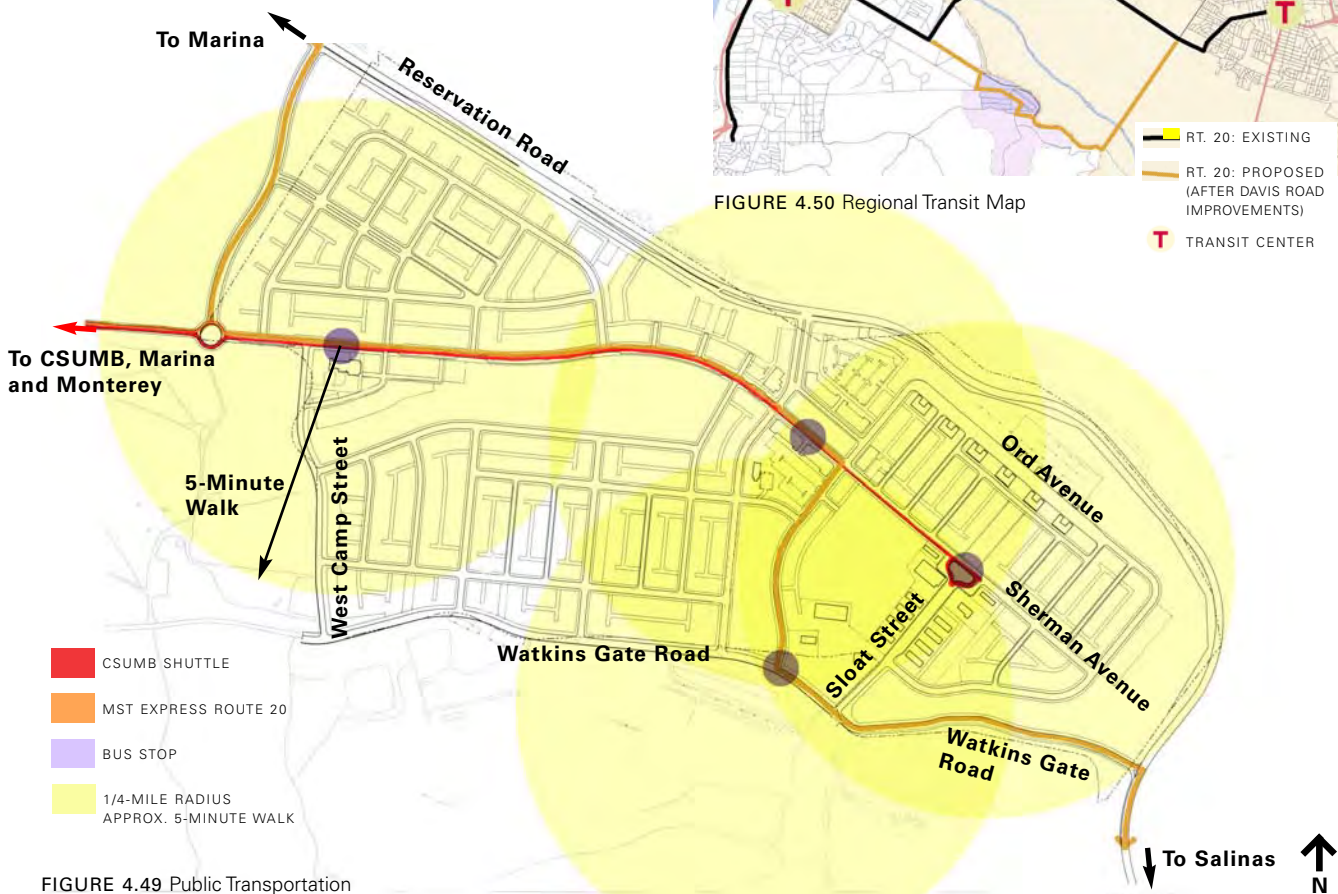 To Marina
Reservation Road
T
T
RT. 20: EXISTING
RT. 20: PROPOSED
(AFTER DAVIS ROAD
IMPROVEMENTS)
T TRANSIT CENTER
FIGURE 4.50 Regional Transit Map
To CSUMB, Marina
and Monterey
5-Minute
Walk
West Camp Street
Ord Avenue
Sherman Avenue
Sloat Street
Watkins Gate Road
Watkins Gate
Road
CSUMB SHUTTLE
MST EXPRESS ROUTE 20
BUS STOP
1/4-MILE RADIUS
APPROX. 5-MINUTE WALK
To Salinas
N
FIGURE 4.49 Public Transportation